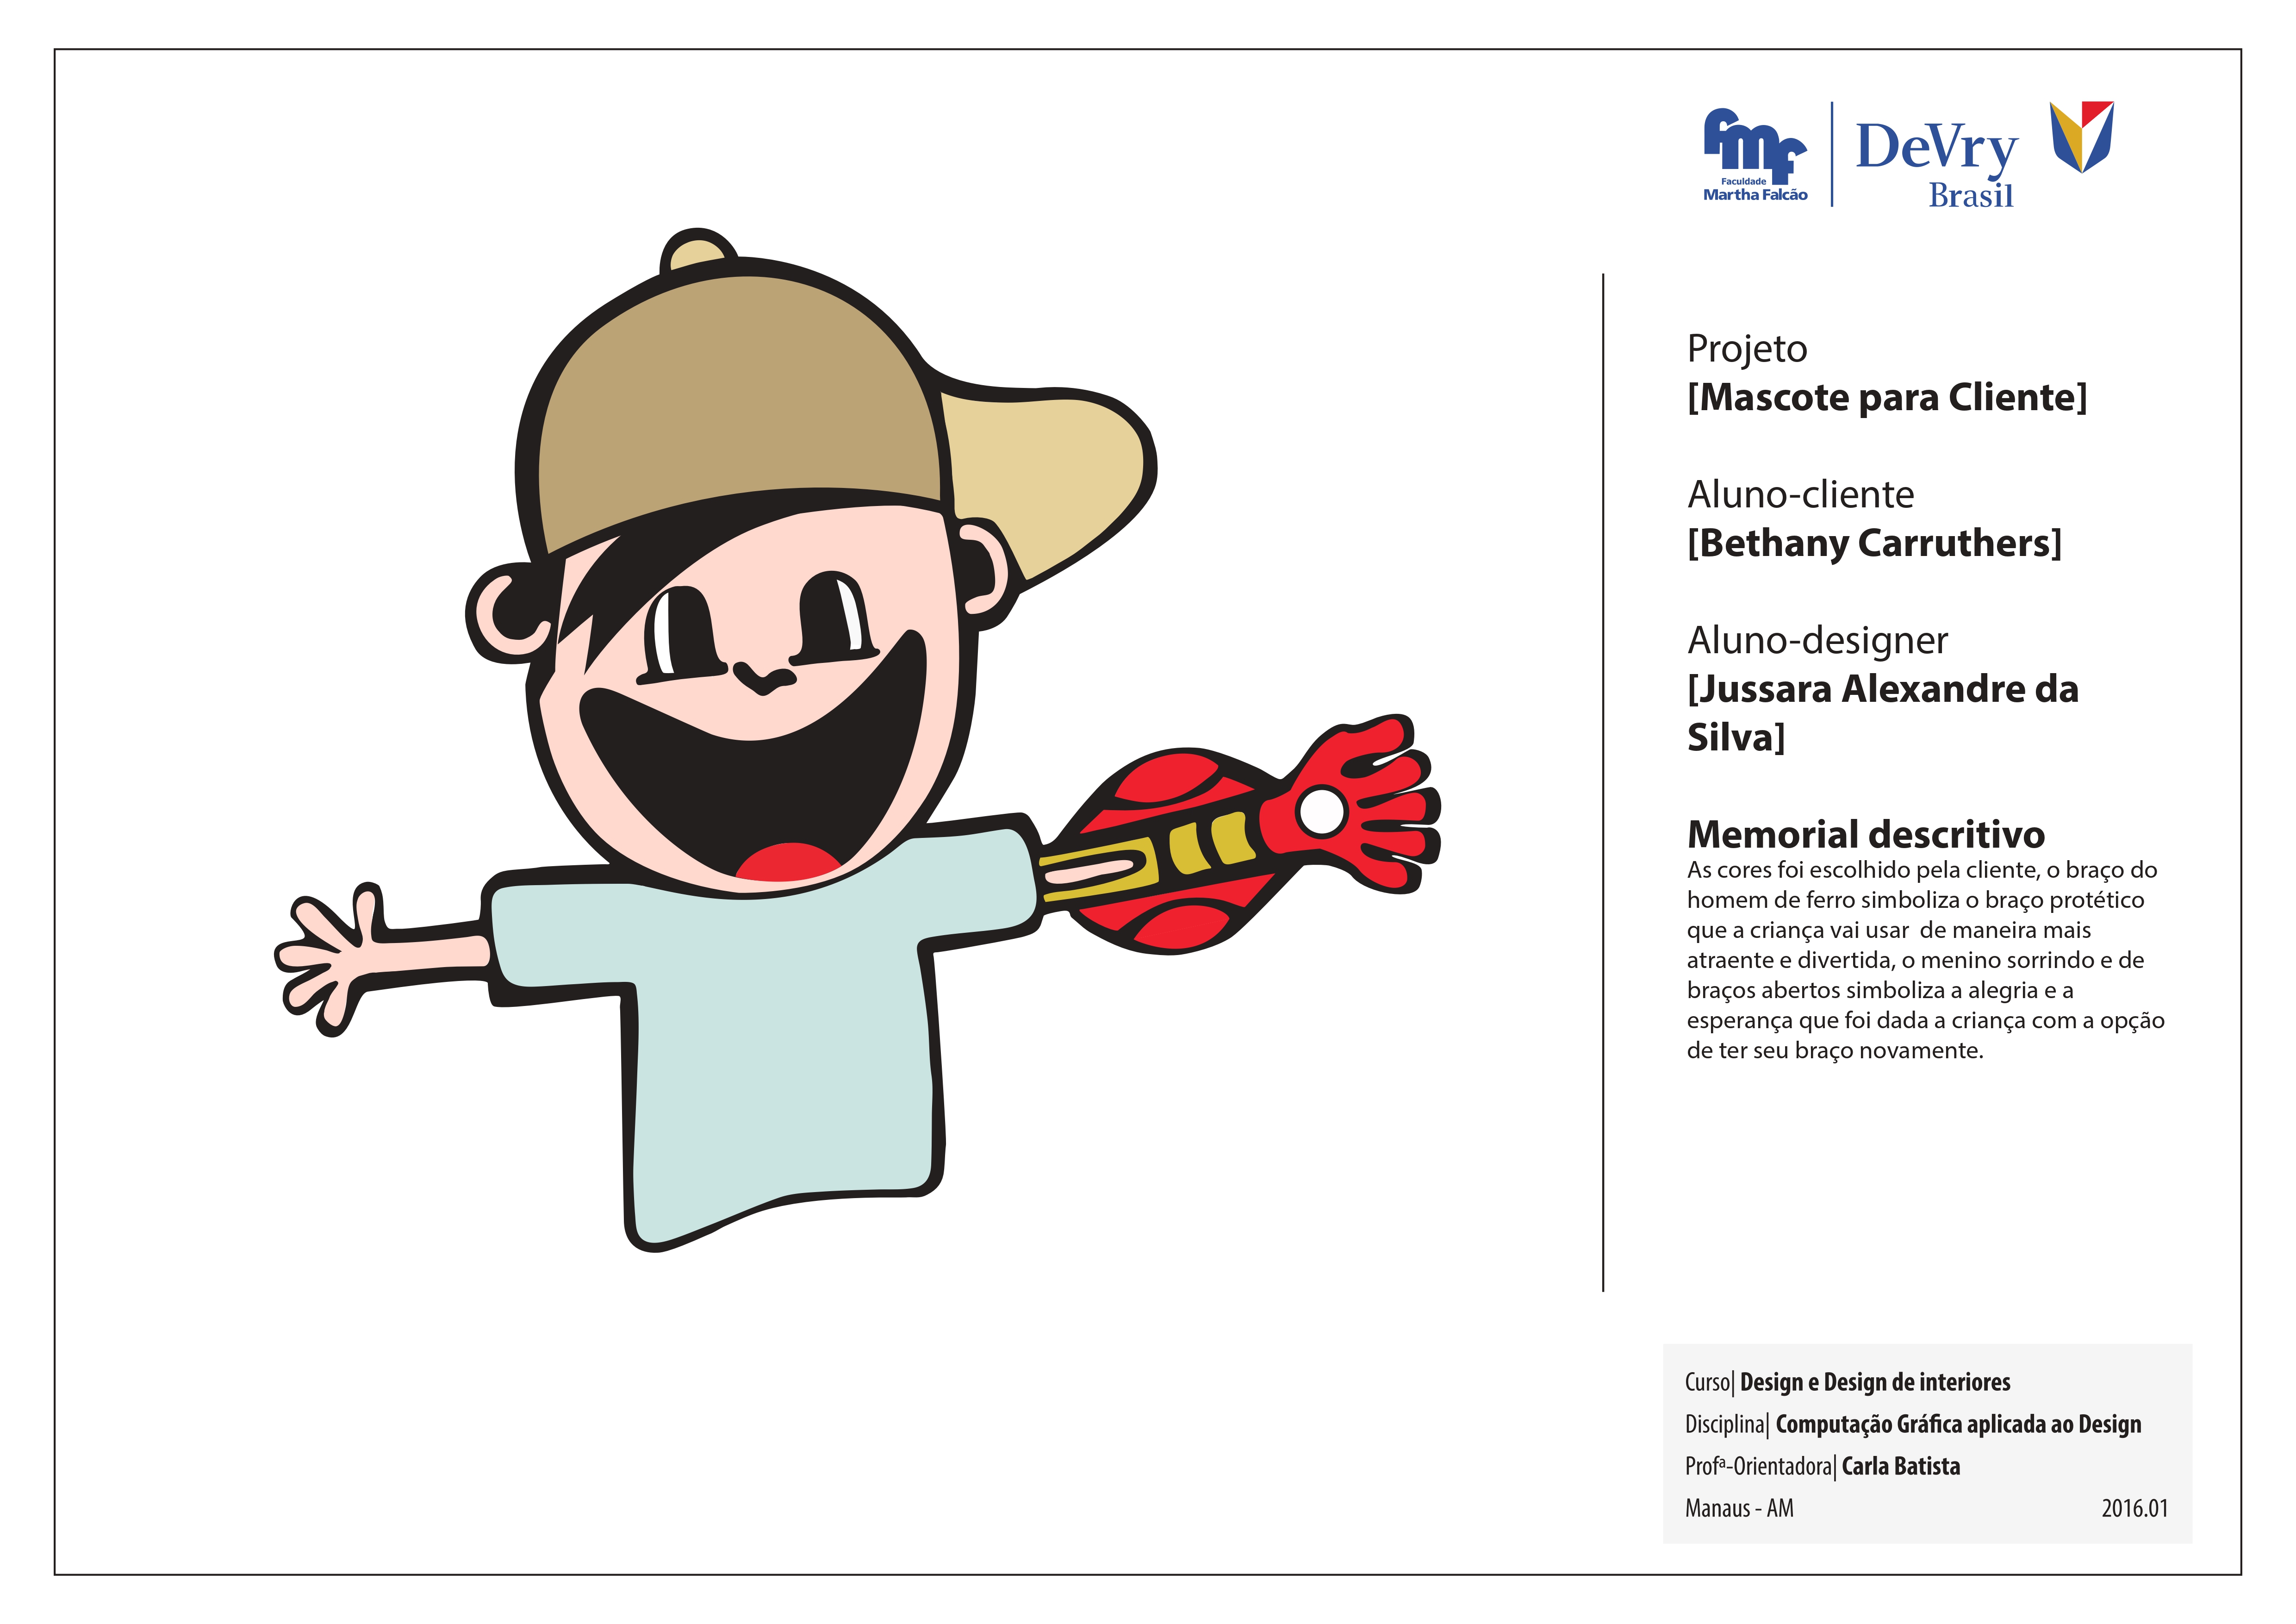 fmf
Faculdade
Martha Falcão
DeVry
Brasil
Projeto
[Mascote para Cliente]
Aluno-cliente
[Bethany Carruthers]
Aluno-designer
[Jussara Alexandre da
Silva]
Memorial descritivo
As cores foi escolhido pela cliente, o braço do
homem de ferro simboliza o braço protético
que a criança vai usar  de maneira mais
atraente e divertida, o menino sorrindo e de
braços abertos simboliza a alegria e a
esperança que foi dada a criança com a opção
de ter seu braço novamente.
Curso| Design e Design de interiores
Disciplina| Computação Gráfica aplicada ao Design
Profª-Orientadora| Carla Batista
Manaus - AM 2016.01